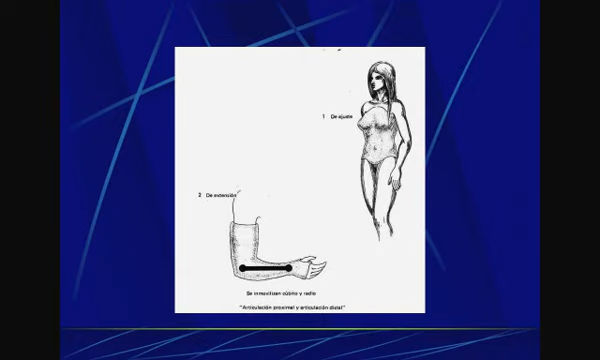 1 De ajuste
2 De extensión
Se inmovilizan cúbito y radio
"Articulación proximal y articulación distal"